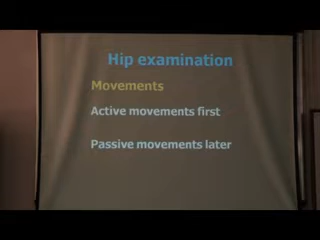 Hip examination
Movements
Active movements first
Passive movements later